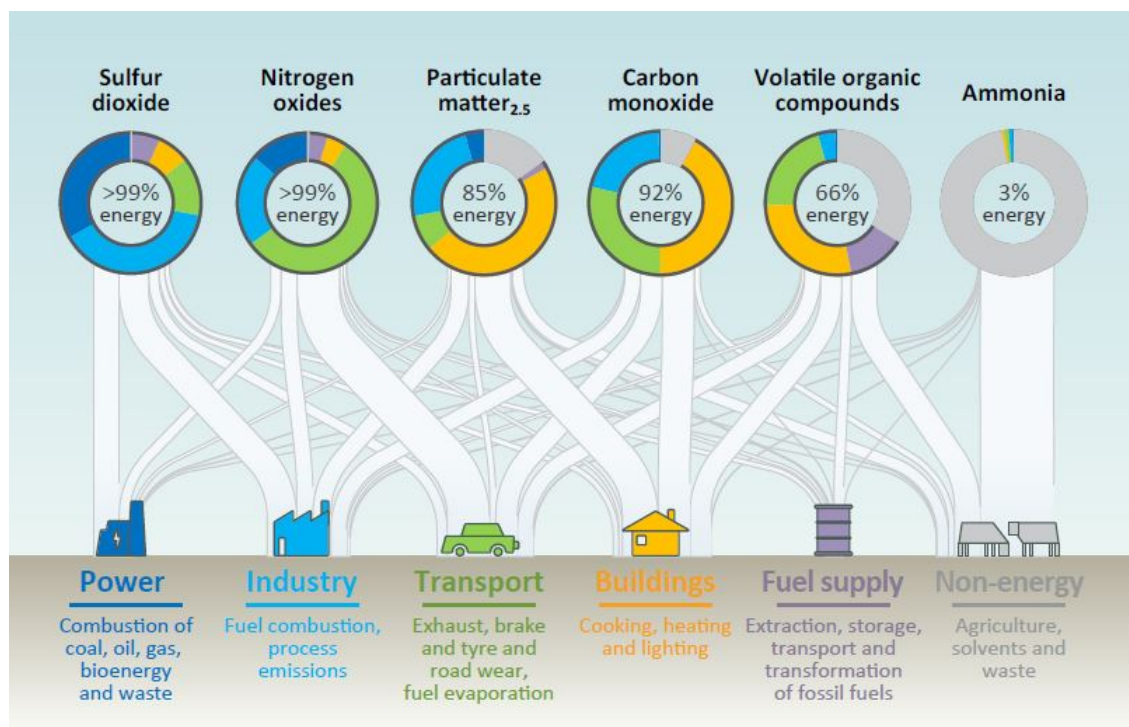 Sulfur
dioxide
Nitrogen
oxides
Particulate
matter2.5
Carbon
monoxide
Volatile organic
compounds
Ammonia
>99%
energy
>99%
energy
85%
energy
92%
energy
66%
energy
3%
energy
Power
Combustion of
coal, oil, gas,
bioenergy
and waste
Industry
Fuel combustion,
process
emissions
Transport
Exhaust, brake
and tyre and
road wear,
fuel evaporation
Buildings
Cooking, heating
and lighting
Fuel supply
Extraction, storage,
transport and
transformation
of fossil fuels
Non-energy
Agriculture,
solvents and
waste